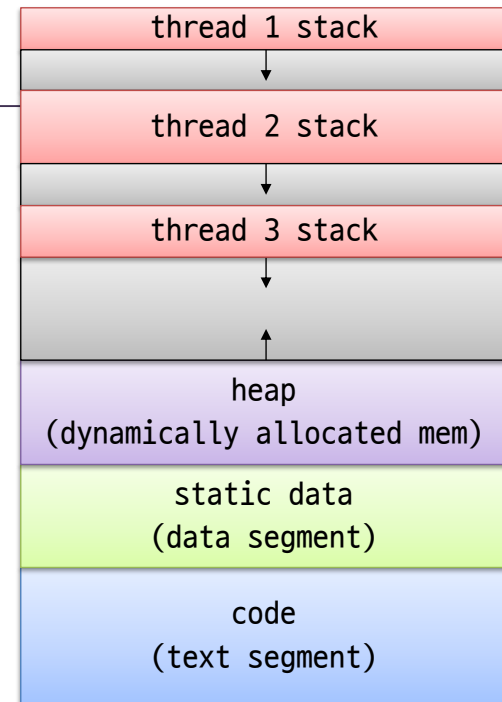 thread 1 stack
thread 2 stack
thread 3 stack
heap
(dynamically allocated mem)
static data
(data segment)
code
(text segment)